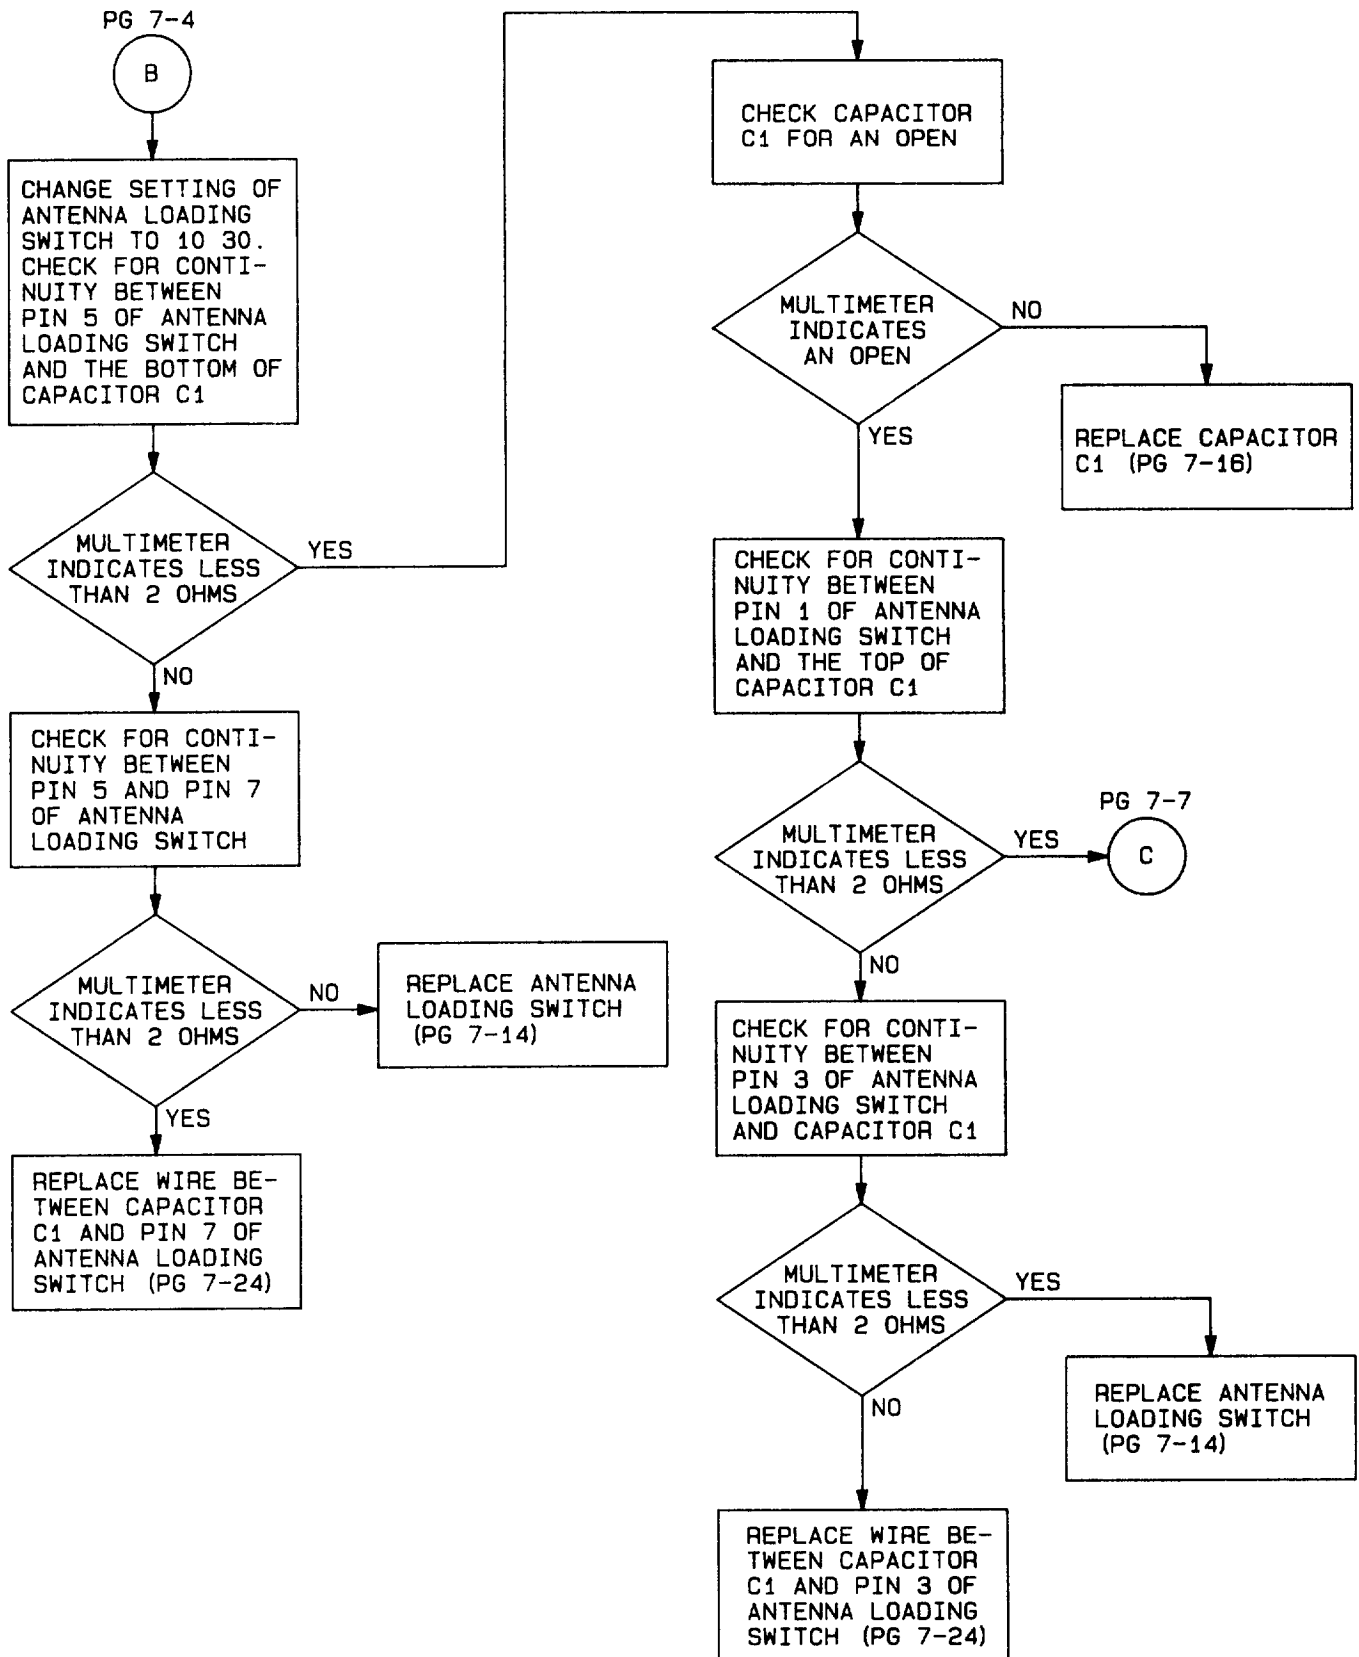 PG 7-4
B
CHANGE SETTING OF
ANTENNA LOADING
SWITCH TO 10 30.
CHECK FOR CONTI-
NUITY BETWEEN
PIN 5 OF ANTENNA
LOADING SWITCH
AND THE BOTTOM OF
CAPACITOR C1
MULTIMETER
INDICATES LESS
THAN 2 OHMS
YES
NO
CHECK FOR CONTI-
NUITY BETWEEN
PIN 5 AND PIN 7
OF ANTENNA
LOADING SWITCH
MULTIMETER
INDICATES LESS
THAN 2 OHMS
NO
REPLACE ANTENNA
LOADING SWITCH
(PG 7-14)
YES
REPLACE WIRE BE-
TWEEN CAPACITOR
C1 AND PIN 7 OF
ANTENNA LOADING
SWITCH (PG 7-24)
CHECK CAPACITOR
C1 FOR AN OPEN
MULTIMETER
INDICATES
AN OPEN
NO
REPLACE CAPACITOR
C1 (PG 7-16)
YES
CHECK FOR CONTI-
NUITY BETWEEN
PIN 1 OF ANTENNA
LOADING SWITCH
AND THE TOP OF
CAPACITOR C1
MULTIMETER
INDICATES LESS
THAN 2 OHMS
YES
PG 7-7
C
NO
CHECK FOR CONTI-
NUITY BETWEEN
PIN 3 OF ANTENNA
LOADING SWITCH
AND CAPACITOR C1
MULTIMETER
INDICATES LESS
THAN 2 OHMS
YES
REPLACE ANTENNA
LOADING SWITCH
(PG 7-14)
NO
REPLACE WIRE BE-
TWEEN CAPACITOR
C1 AND PIN 3 OF
ANTENNA LOADING
SWITCH (PG 7-24)